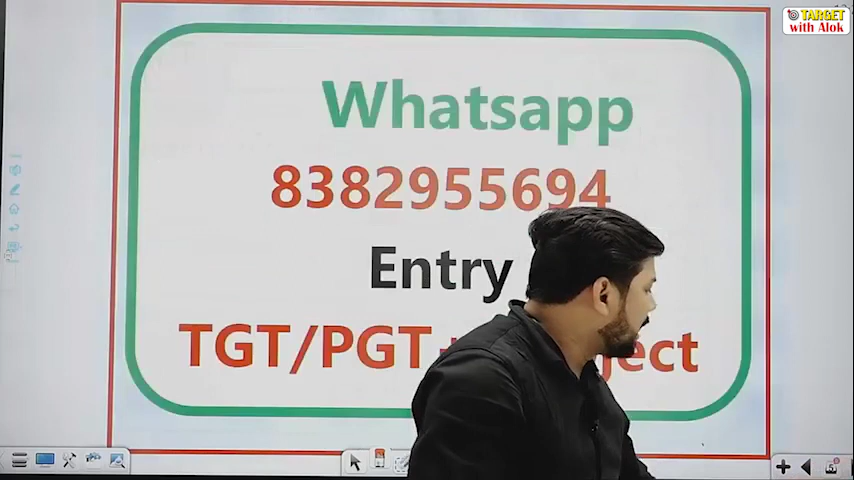 TARGET
with Alok
Whatsapp
8382955694
Entry
TGT/PGT